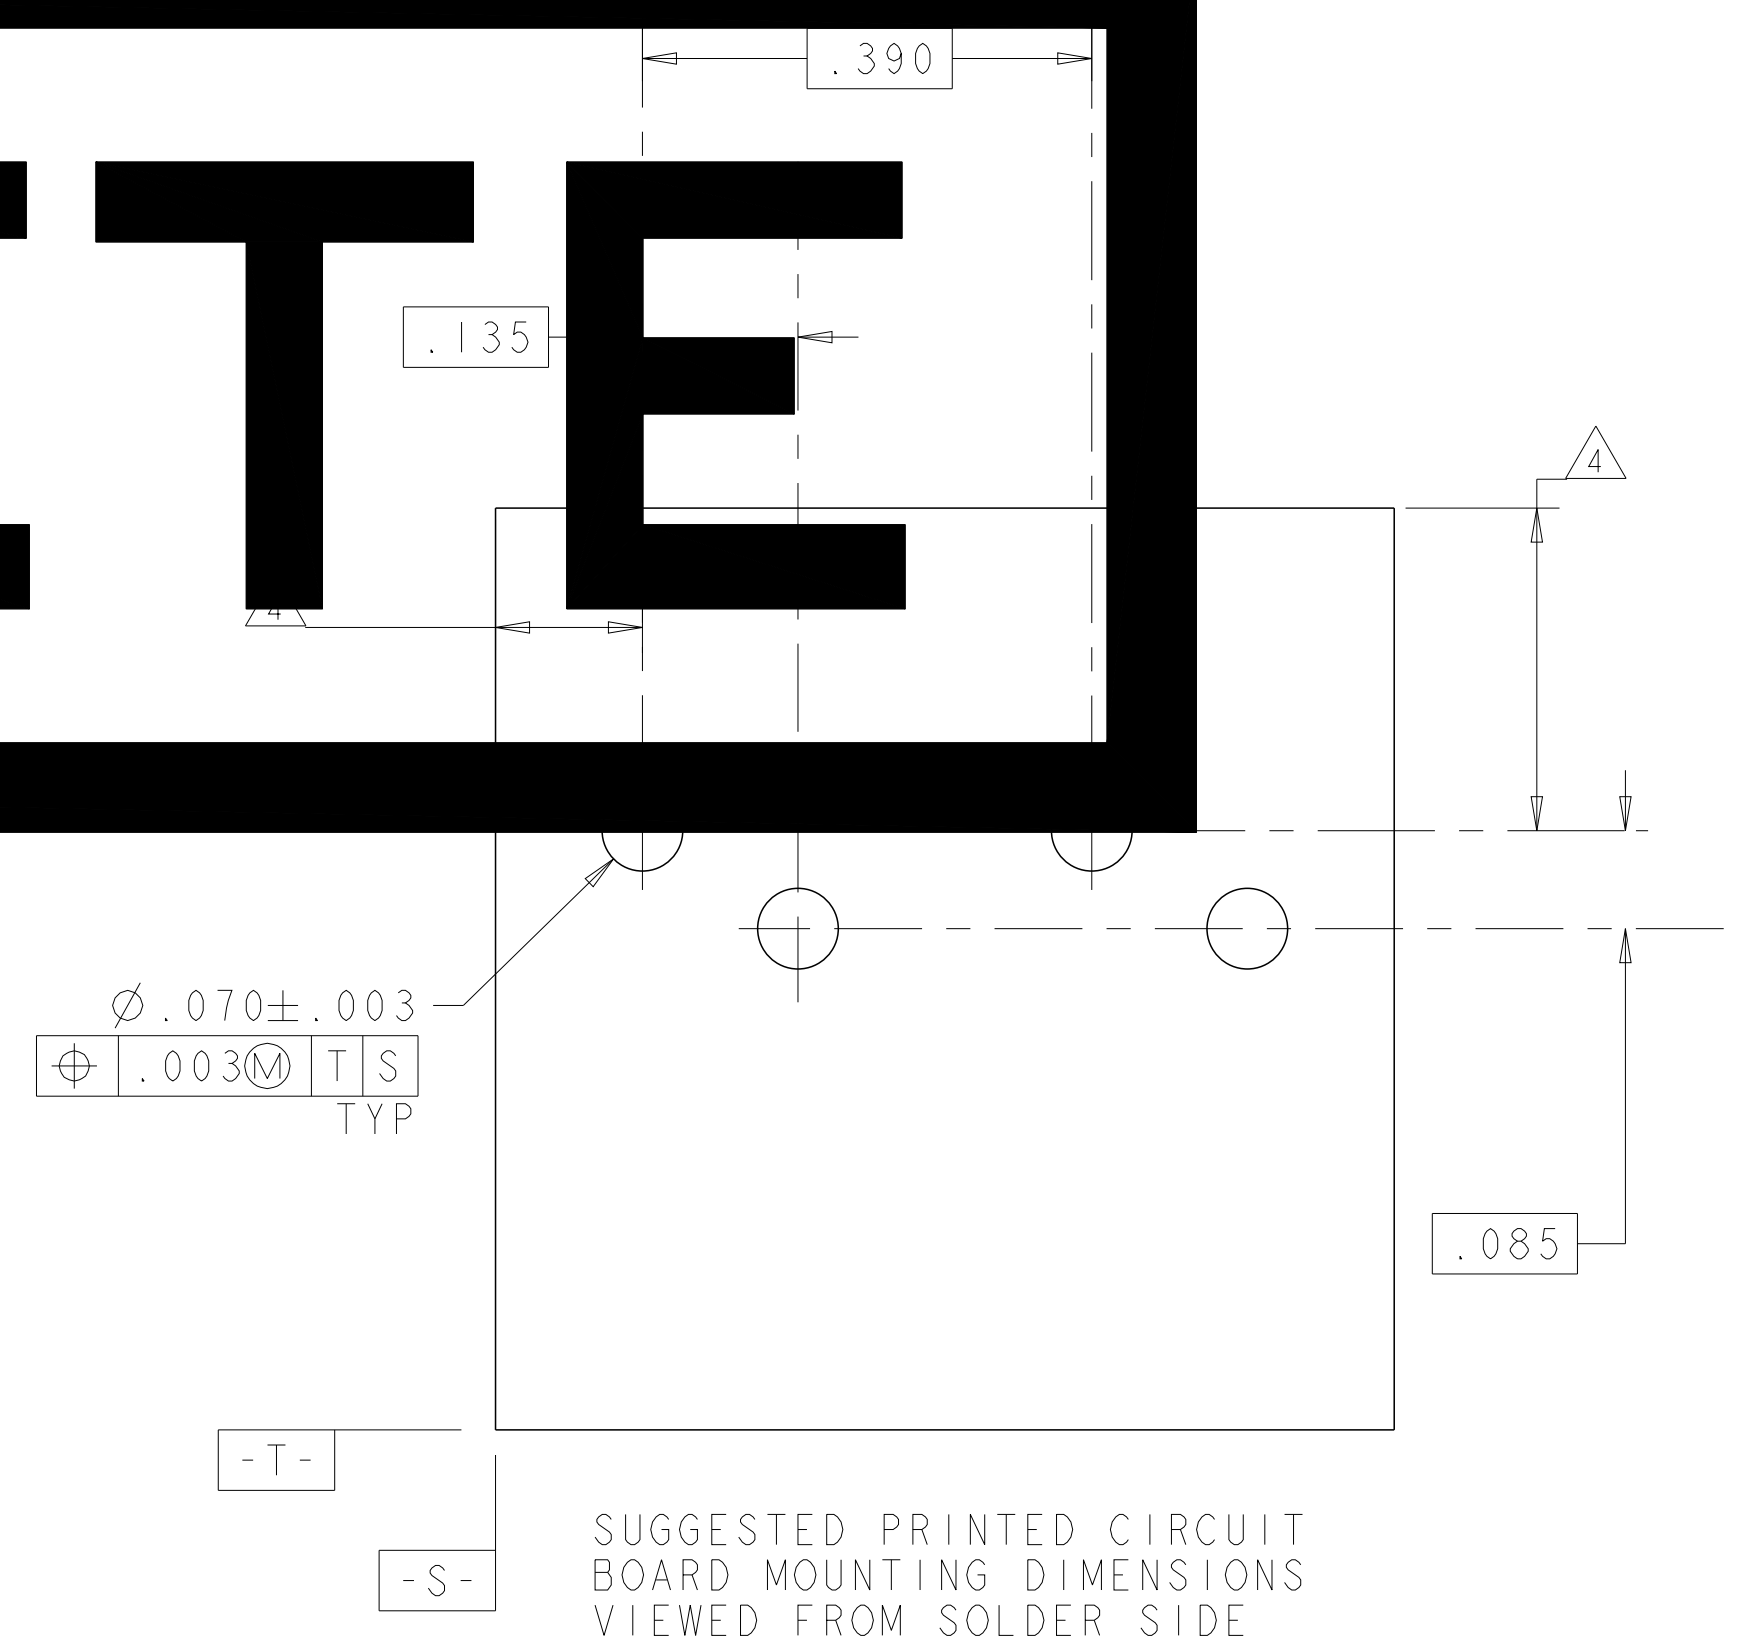 .390
TE
.135
4
4
⌀.070±.003
⌖ .003Ⓜ T S
TYP
.085
-T-
-S-
SUGGESTED PRINTED CIRCUIT
BOARD MOUNTING DIMENSIONS
VIEWED FROM SOLDER SIDE